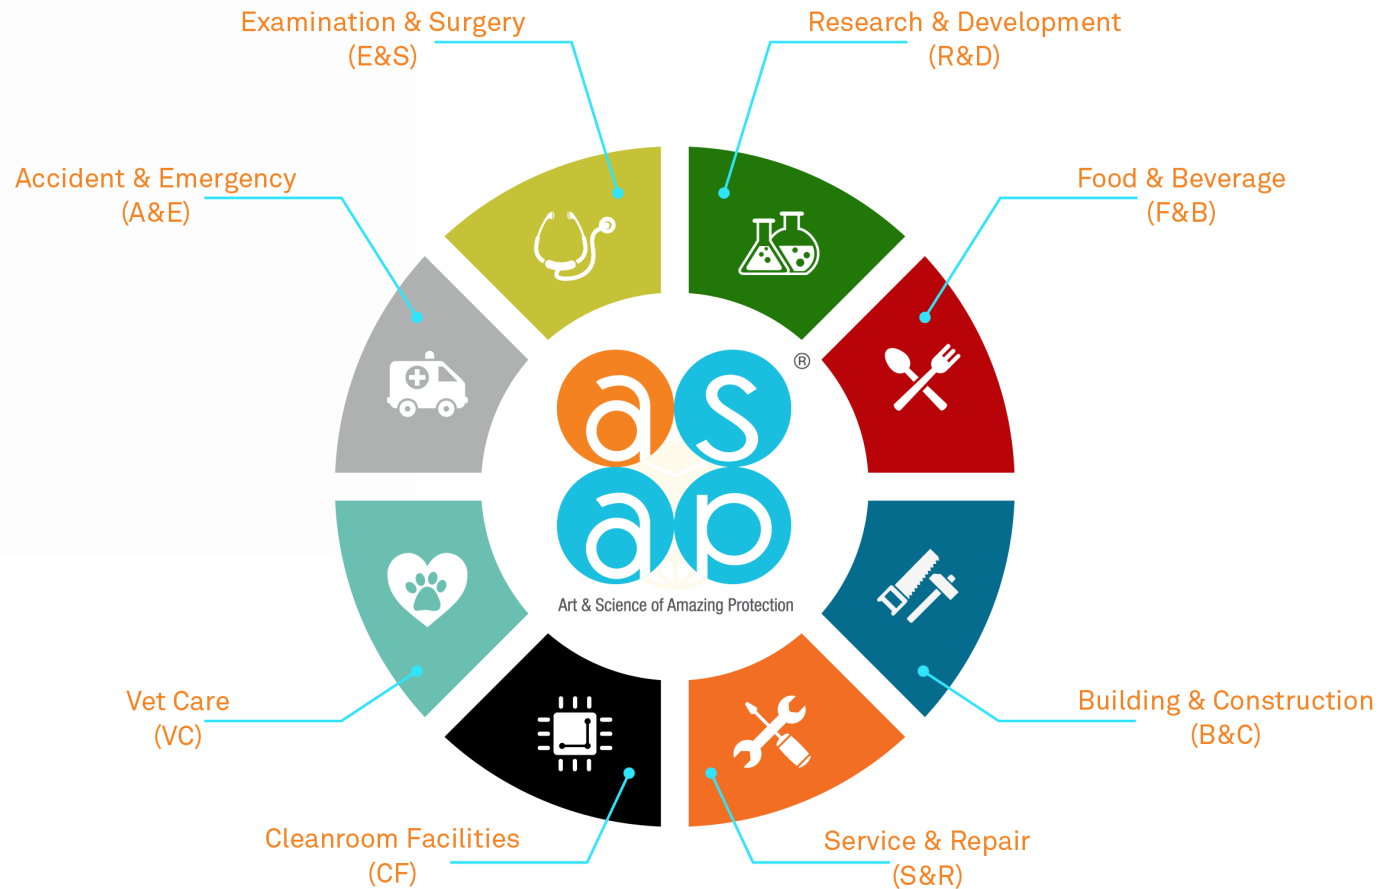 Examination & Surgery
(E&S)
Research & Development
(R&D)
Accident & Emergency
(A&E)
Food & Beverage
(F&B)
as®
ap
Art & Science of Amazing Protection
Vet Care
(VC)
Building & Construction
(B&C)
Cleanroom Facilities
(CF)
Service & Repair
(S&R)